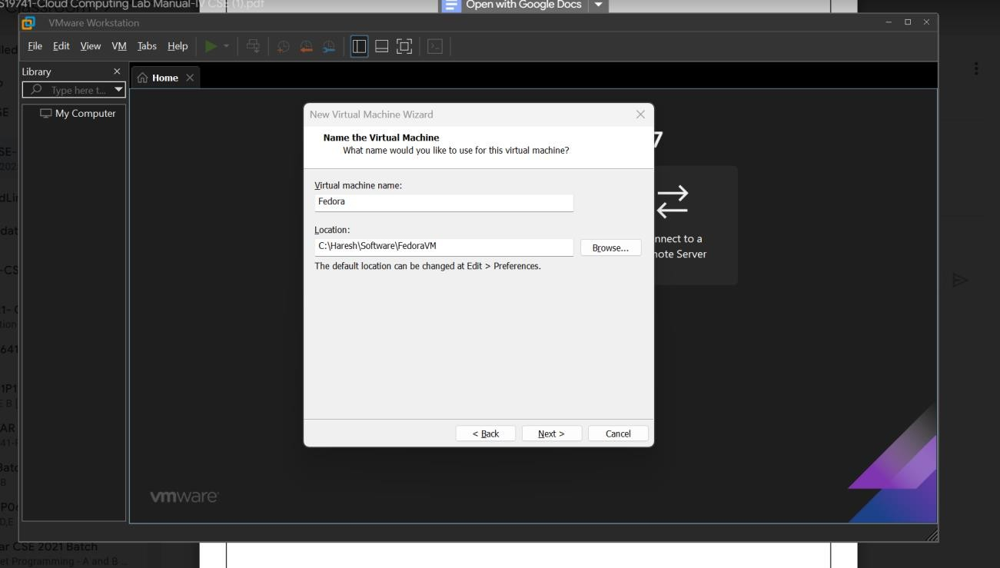 S19741-Cloud Computing Lab Manual-IV CSE (1).pdf
Open with Google Docs
VMware Workstation
File Edit View VM Tabs Help
Library
Home
Type here t...
My Computer
New Virtual Machine Wizard
Name the Virtual Machine
What name would you like to use for this virtual machine?
7
Virtual machine name:
Fedora
Location:
C:\Haresh\Software\FedoraVM
Browse...
The default location can be changed at Edit > Preferences.
nnect to a
note Server
< Back Next > Cancel
vmware
ar CSE 2021 Batch
et Programming - A and B ...